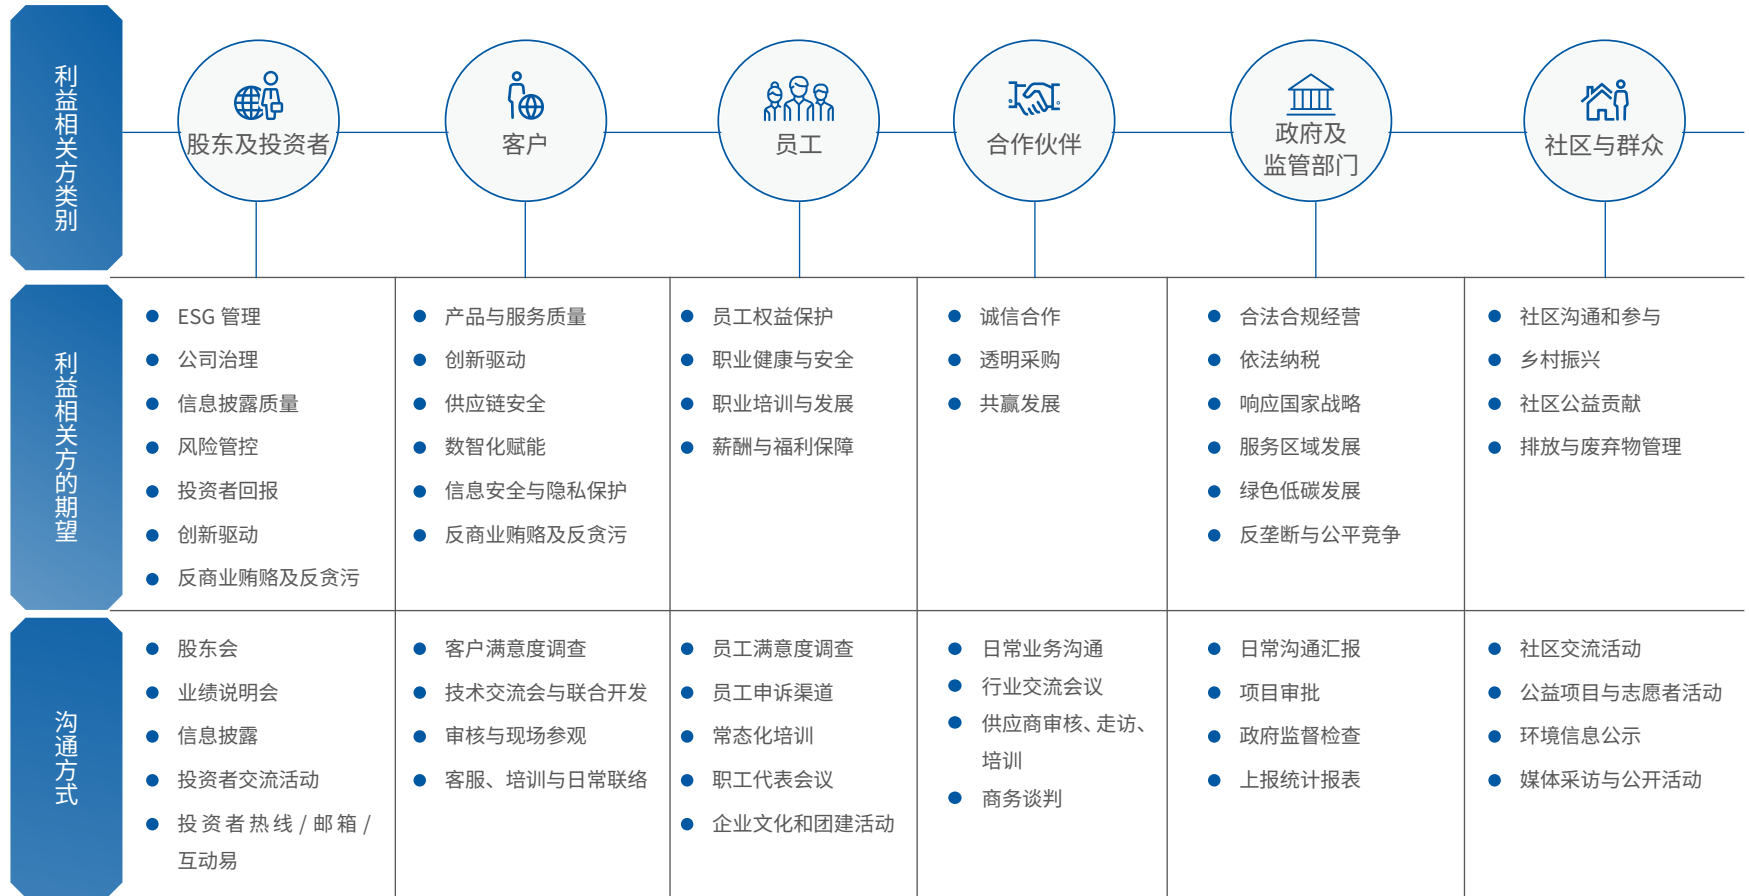 利益相关方类别
股东及投资者
客户
员工
合作伙伴
政府及
监管部门
社区与群众
利益相关方的期望
ESG 管理
公司治理
信息披露质量
风险管控
投资者回报
创新驱动
反商业贿赂及反贪污
产品与服务质量
创新驱动
供应链安全
数智化赋能
信息安全与隐私保护
反商业贿赂及反贪污
员工权益保护
职业健康与安全
职业培训与发展
薪酬与福利保障
诚信合作
透明采购
共赢发展
合法合规经营
依法纳税
响应国家战略
服务区域发展
绿色低碳发展
反垄断与公平竞争
社区沟通和参与
乡村振兴
社区公益贡献
排放与废弃物管理
沟通方式
股东会
业绩说明会
信息披露
投资者交流活动
投资者热线 / 邮箱 /
互动易
客户满意度调查
技术交流会与联合开发
审核与现场参观
客服、培训与日常联络
员工满意度调查
员工申诉渠道
常态化培训
职工代表会议
企业文化和团建活动
日常业务沟通
行业交流会议
供应商审核、走访、
培训
商务谈判
日常沟通汇报
项目审批
政府监督检查
上报统计报表
社区交流活动
公益项目与志愿者活动
环境信息公示
媒体采访与公开活动